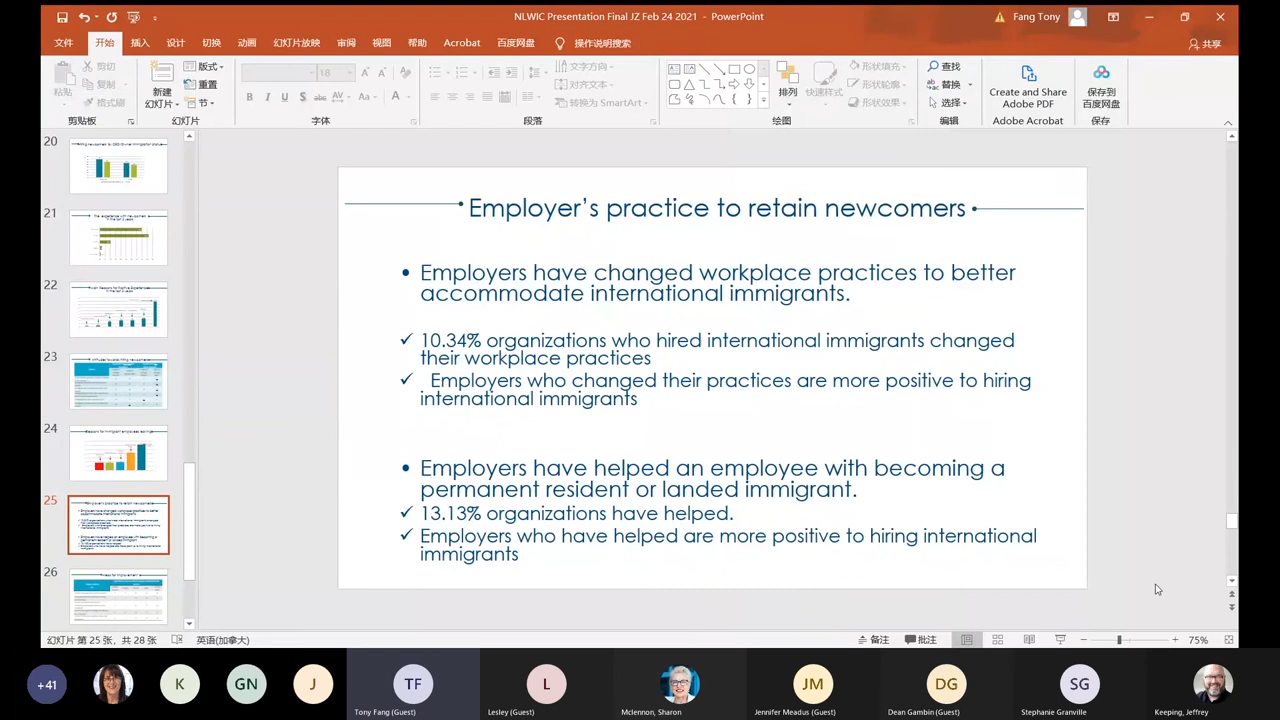 NLWIC Presentation Final JZ Feb 24 2021 - PowerPoint
Fang Tony
文件 开始 插入 设计 切换 动画 幻灯片放映 审阅 视图 帮助 Acrobat 百度网盘 操作说明搜索
共享
粘贴
剪切
复制
格式刷
剪贴板
新建
幻灯片
版式
重置
节
幻灯片
18
B I U S abc AV Aa A
字体
文字方向
对齐文本
转换为 SmartArt
段落
排列
快速样式
形状填充
形状轮廓
形状效果
绘图
查找
替换
选择
编辑
Create and Share
Adobe PDF
Adobe Acrobat
保存到
百度网盘
保存
20
21
22
23
24
25
26
Employer's practice to retain newcomers
• Employers have changed workplace practices to better
accommodate international immigrants.
✓ 10.34% organizations who hired international immigrants changed
their workplace practices
✓ Employers who changed their practices are more positive to hiring
international immigrants
• Employers have helped an employee with becoming a
permanent resident or landed immigrant.
✓ 13.13% organizations have helped.
✓ Employers who have helped are more positive to hiring international
immigrants
幻灯片 第 25 张，共 28 张 英语(加拿大) 备注 批注 75%
+41 K GN J TF L JM DG SG
Tony Fang (Guest) Lesley (Guest) Mclennon, Sharon Jennifer Meadus (Guest) Dean Gambin (Guest) Stephanie Granville Keeping, Jeffrey